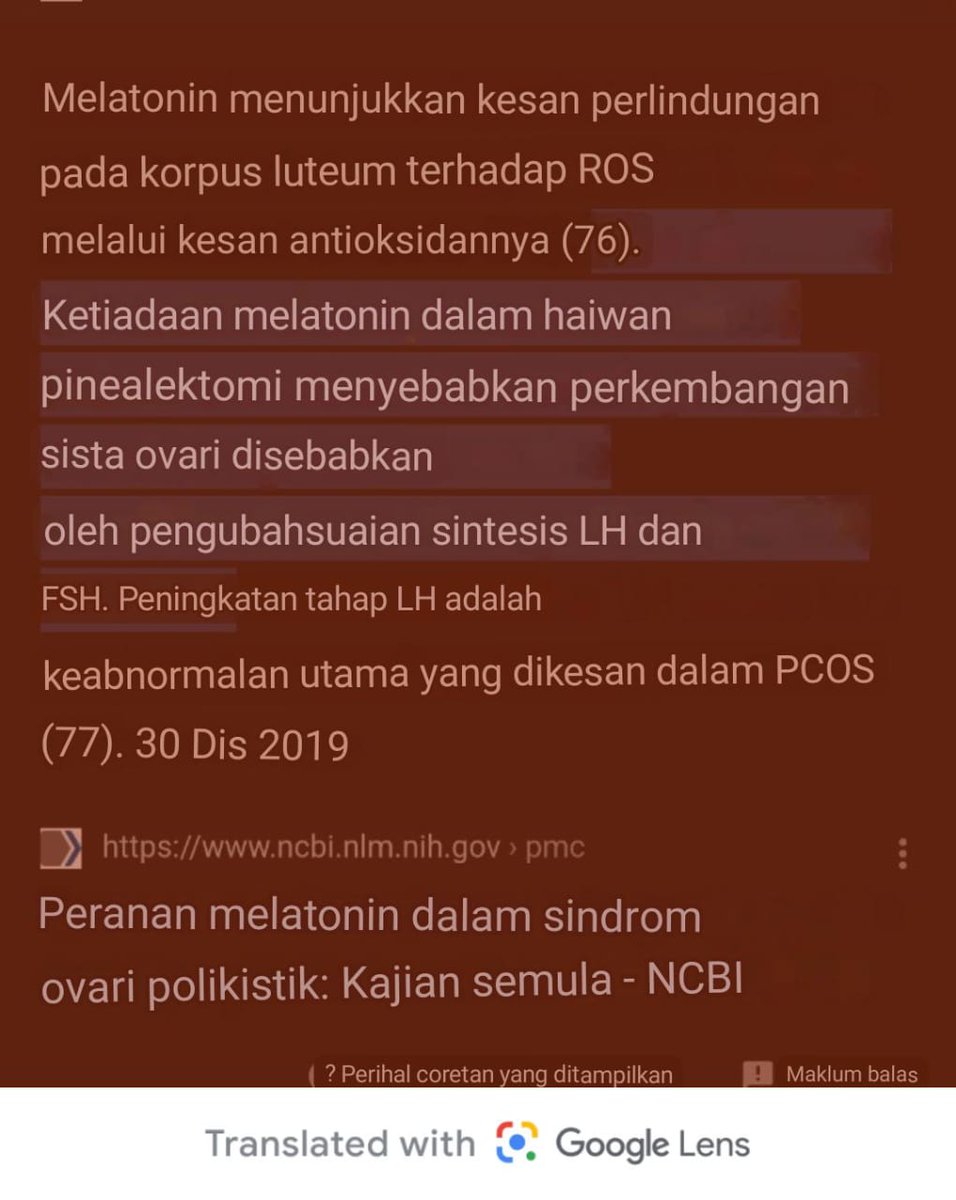 Melatonin menunjukkan kesan perlindungan
pada korpus luteum terhadap ROS
melalui kesan antioksidannya (76).
Ketiadaan melatonin dalam haiwan
pinealektomi menyebabkan perkembangan
sista ovari disebabkan
oleh pengubahsuaian sintesis LH dan
FSH. Peningkatan tahap LH adalah
keabnormalan utama yang dikesan dalam PCOS
(77). 30 Dis 2019
https://www.ncbi.nlm.nih.gov › pmc
Peranan melatonin dalam sindrom
ovari polikistik: Kajian semula - NCBI
? Perihal coretan yang ditampilkan
Maklum balas
Translated with Google Lens